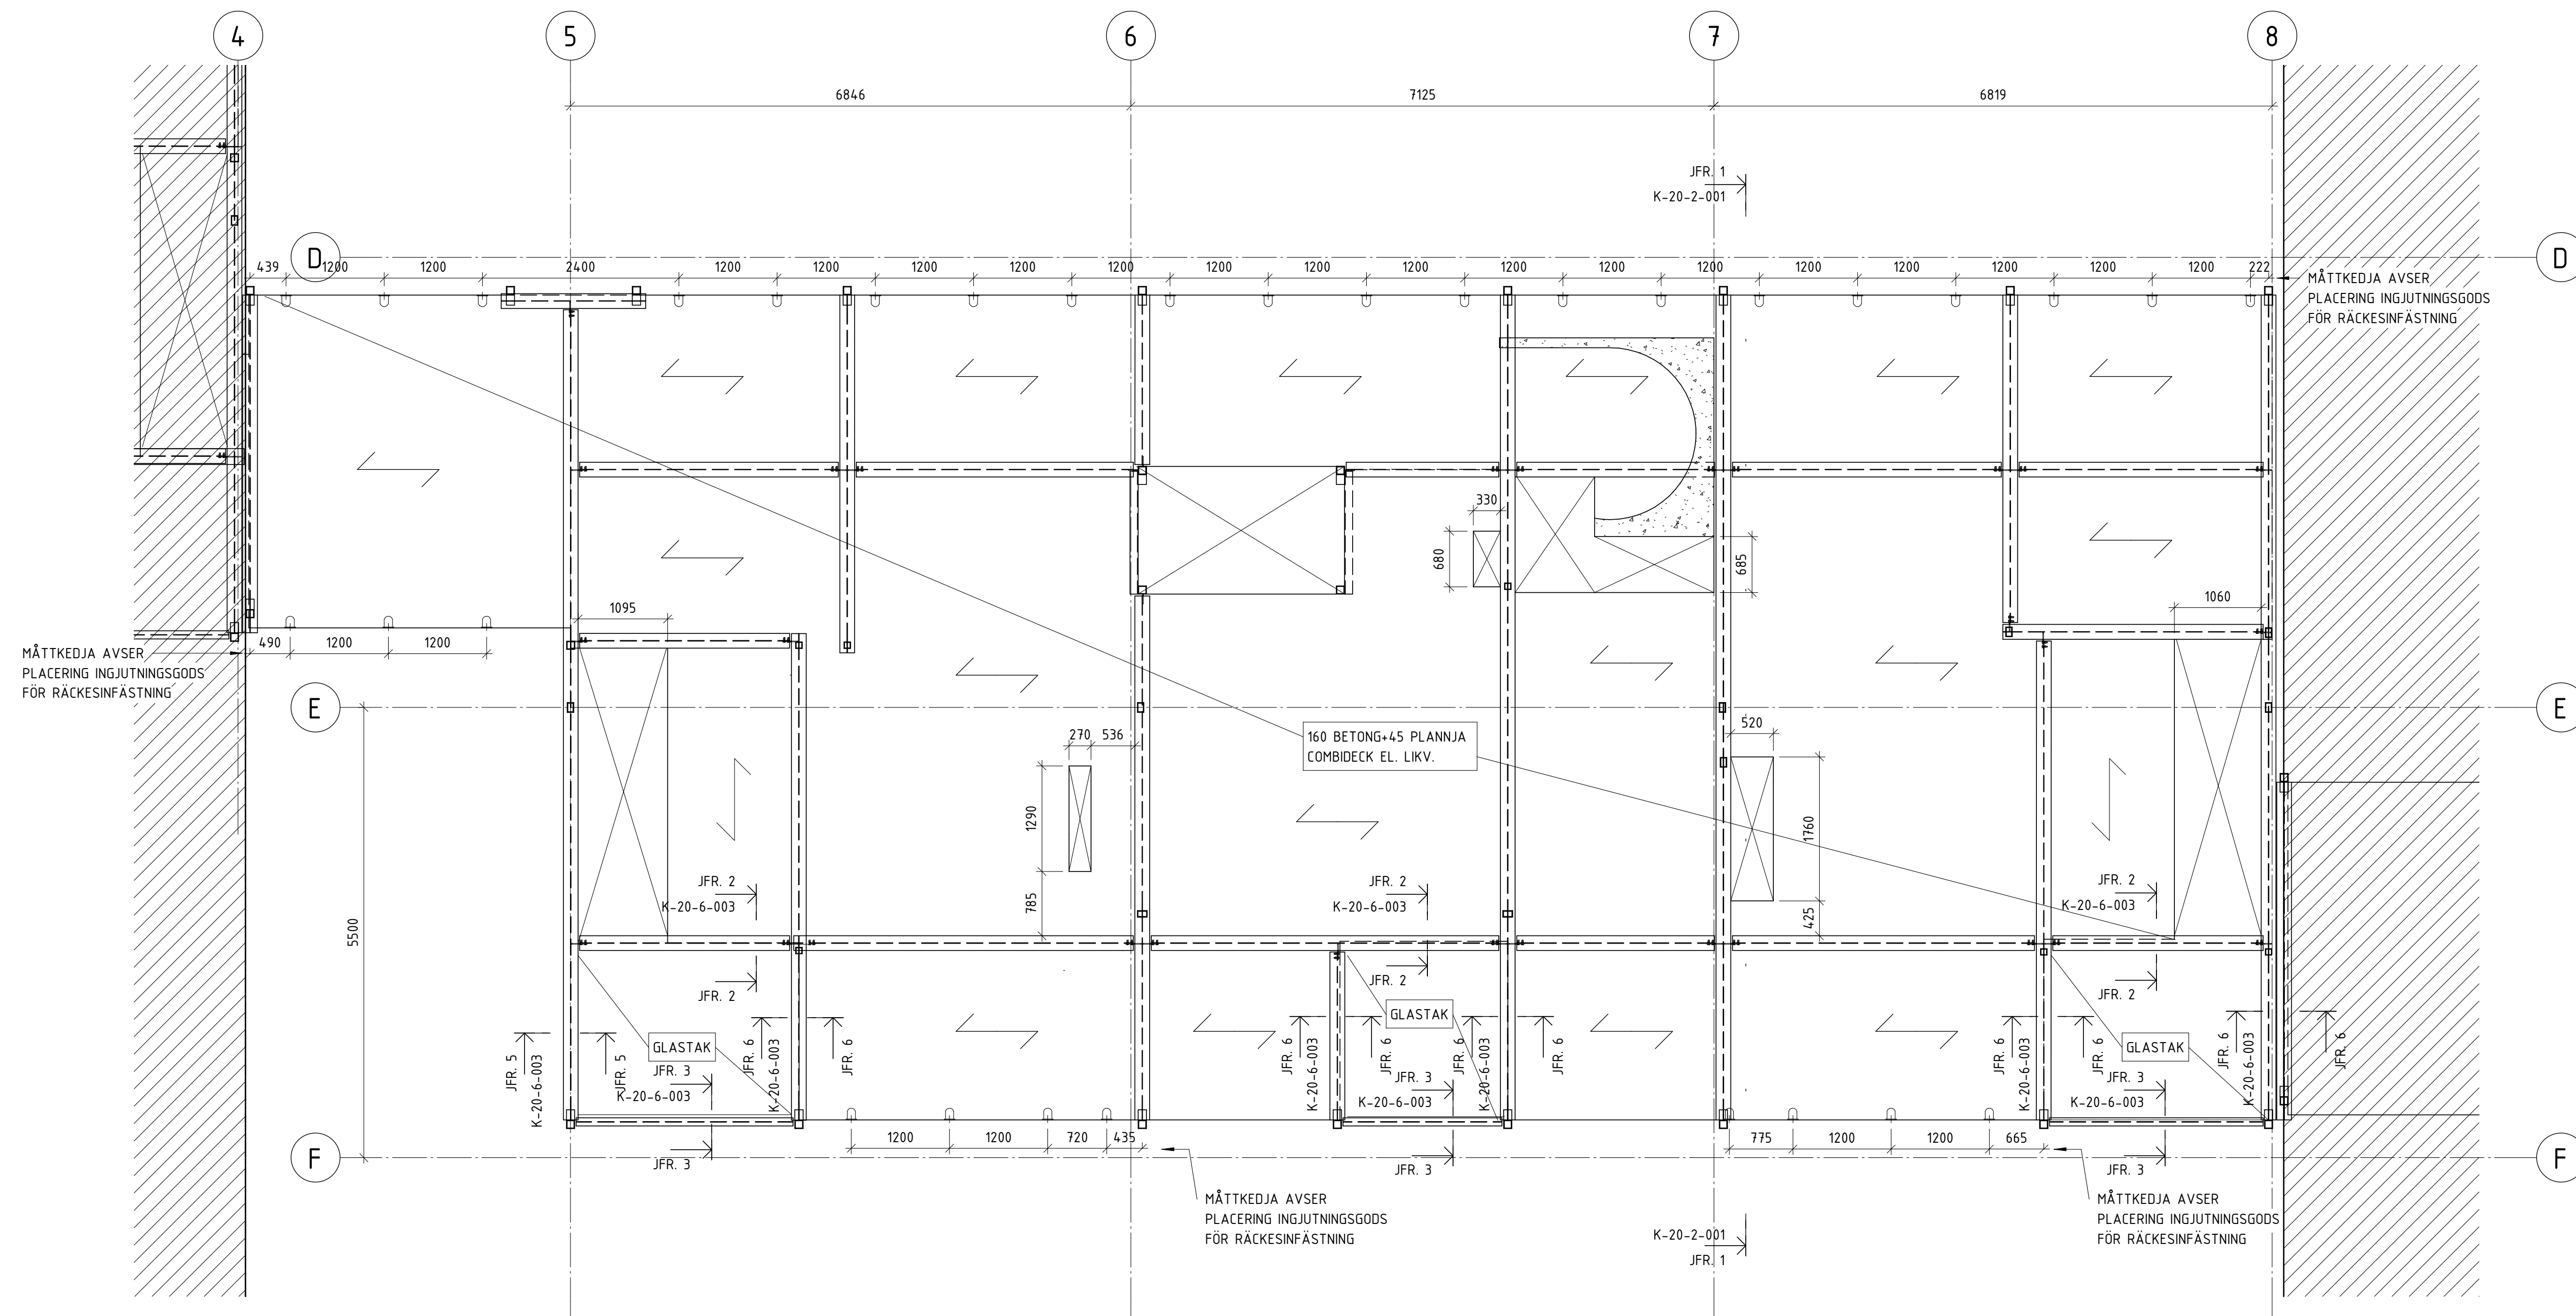 4 5 6 7 8
6846 7125 6819
JFR. 1
K-20-2-001
D D
439 1200 1200 2400 1200 1200 1200 1200 1200 1200 1200 1200 1200 1200 1200 1200 1200 1200 1200 222
MÅTTKEDJA AVSER
PLACERING INGJUTNINGSGODS
FÖR RÄCKESINFÄSTNING
330
680
685
1095
1060
490 1200 1200
MÅTTKEDJA AVSER
PLACERING INGJUTNINGSGODS
FÖR RÄCKESINFÄSTNING
E E
270 536
160 BETONG+45 PLANNJA
COMBIDECK EL. LIKV.
520
1290
1760
785
425
5500
JFR. 2
K-20-6-003
JFR. 2
K-20-6-003
JFR. 2
K-20-6-003
JFR. 2
JFR. 2
JFR. 2
GLASTAK
GLASTAK
GLASTAK
JFR. 5
K-20-6-003
JFR. 5
JFR. 6
K-20-6-003
JFR. 6
JFR. 6
K-20-6-003
JFR. 6
JFR. 6
K-20-6-003
JFR. 6
JFR. 6
K-20-6-003
JFR. 6
JFR. 6
K-20-6-003
JFR. 6
JFR. 3
K-20-6-003
JFR. 3
K-20-6-003
JFR. 3
K-20-6-003
1200 1200 720 435
775 1200 1200 665
F F
JFR. 3
JFR. 3
JFR. 3
MÅTTKEDJA AVSER
PLACERING INGJUTNINGSGODS
FÖR RÄCKESINFÄSTNING
MÅTTKEDJA AVSER
PLACERING INGJUTNINGSGODS
FÖR RÄCKESINFÄSTNING
K-20-2-001
JFR. 1